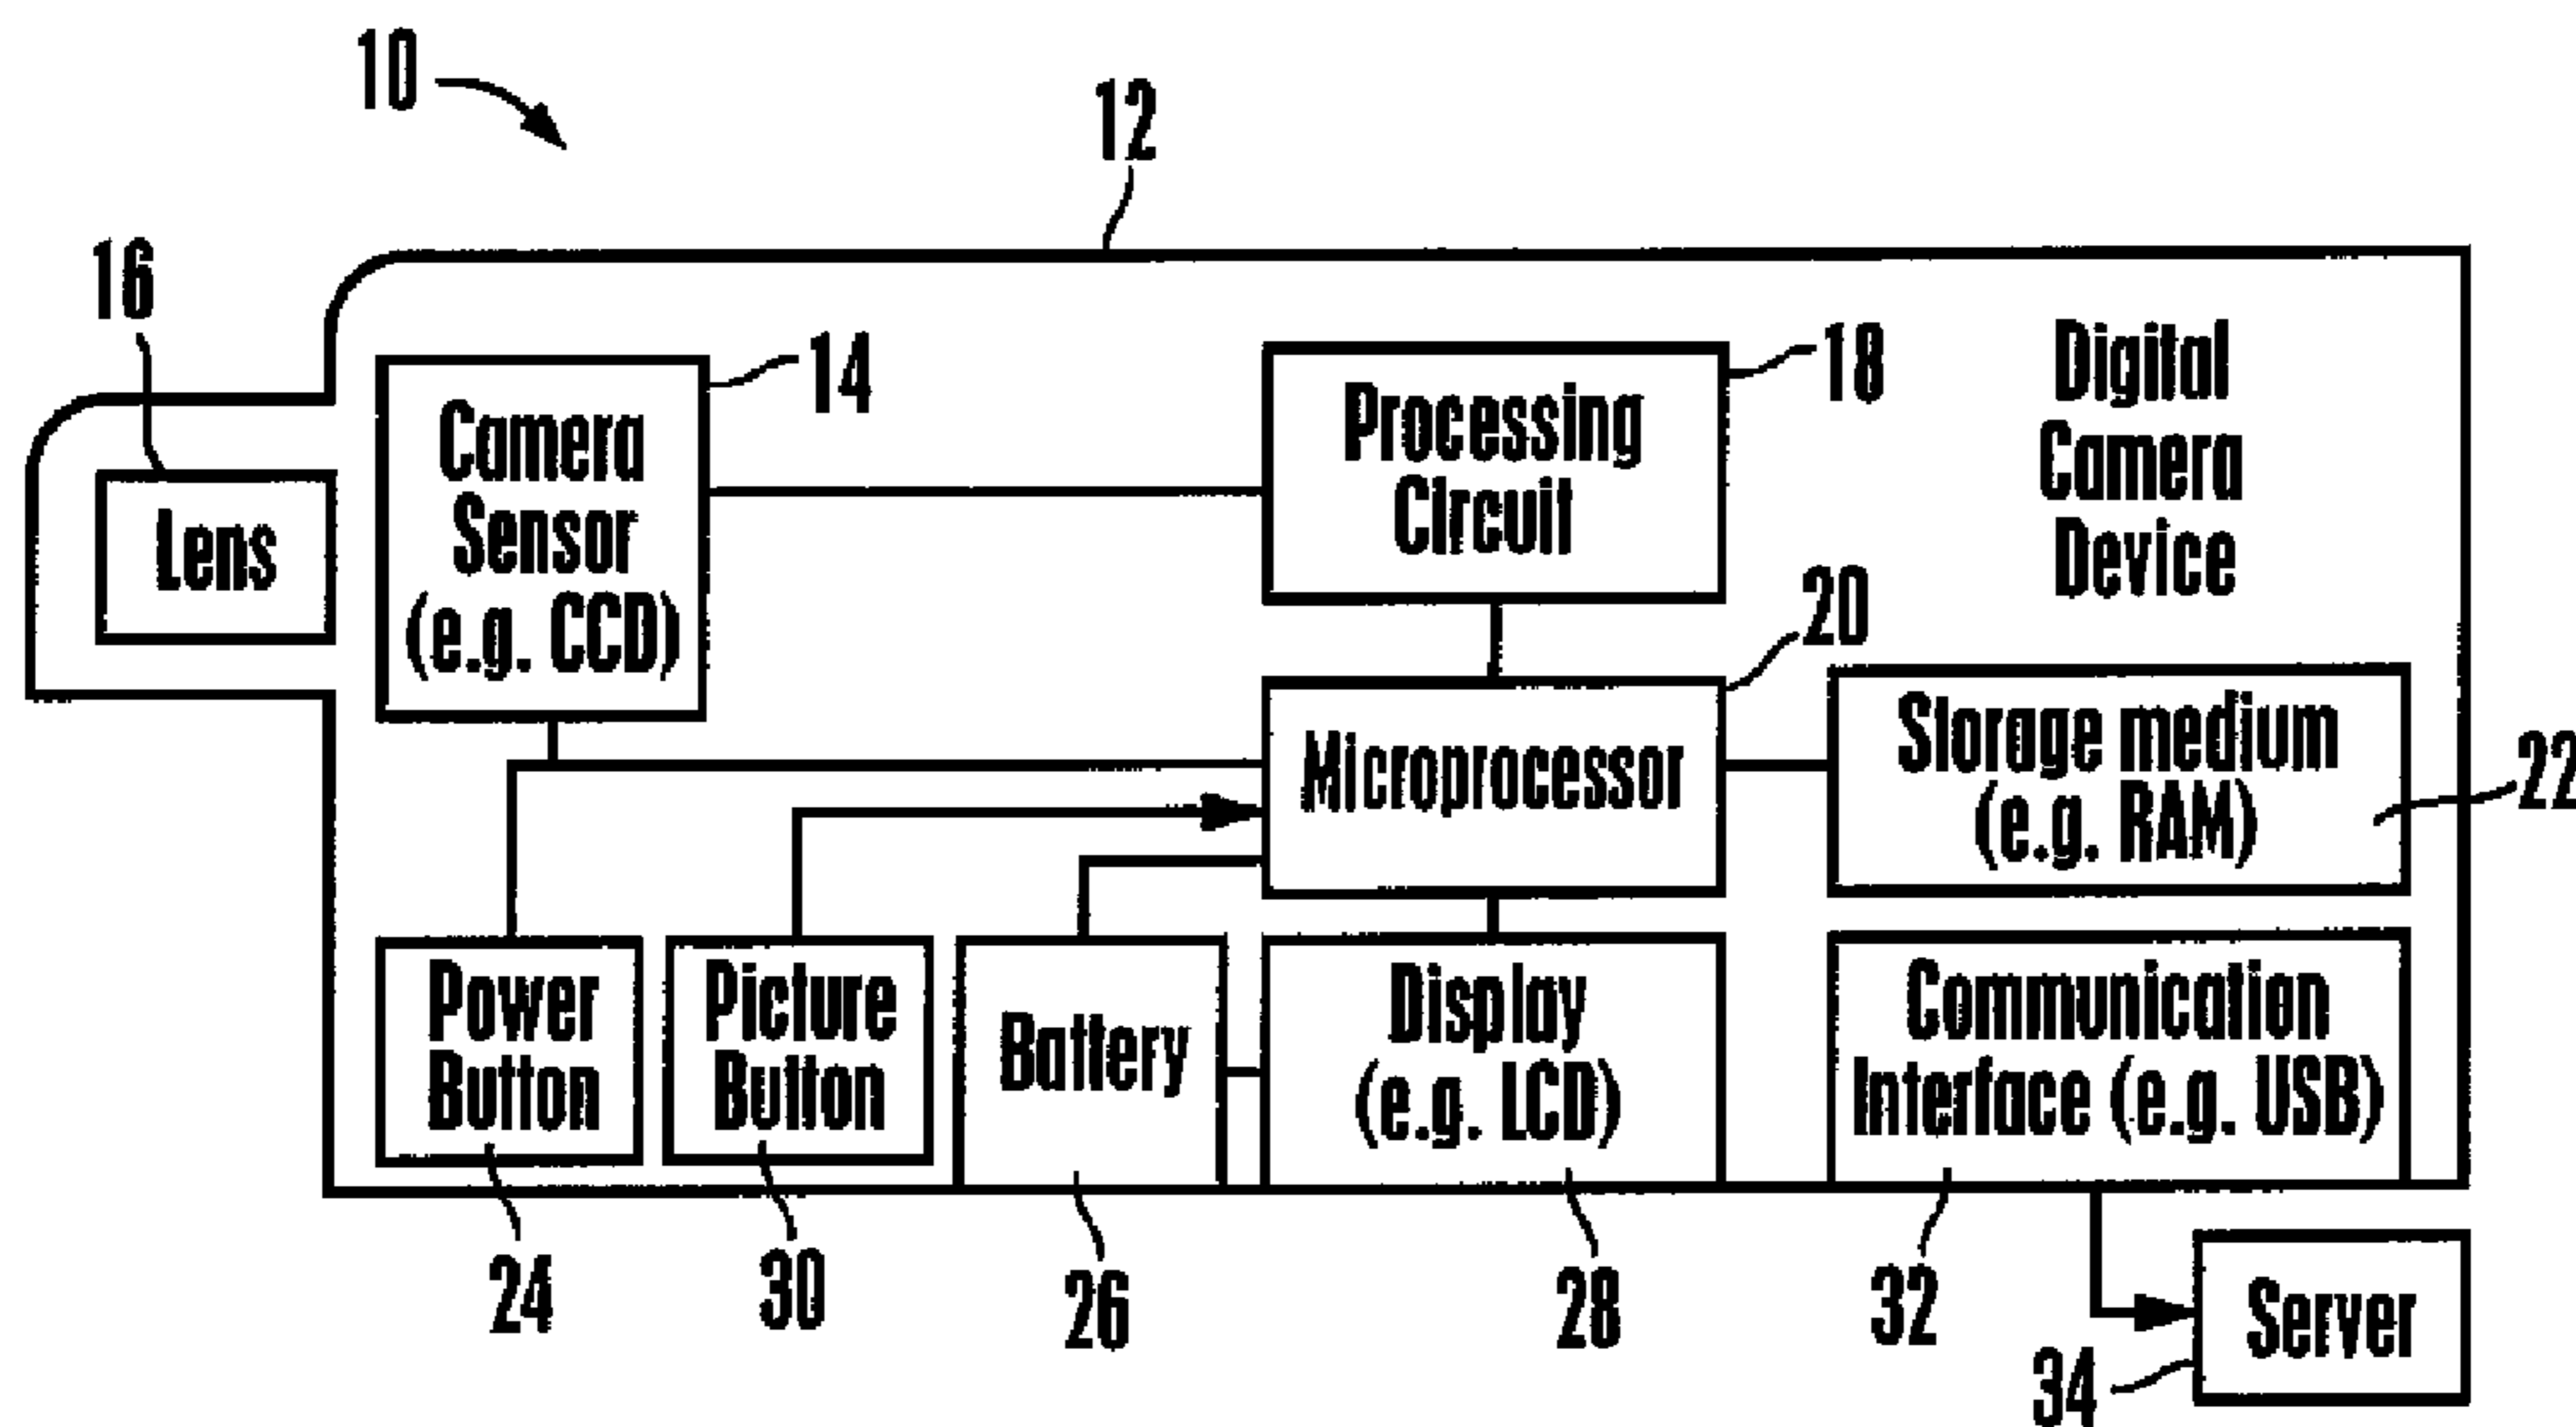 10
12
16
14
18
Digital
Camera
Device
Lens
Camera
Sensor
(e.g. CCD)
Processing
Circuit
20
Microprocessor
Storage medium
(e.g. RAM)
22
Power
Button
Picture
Button
Battery
Display
(e.g. LCD)
Communication
Interface (e.g. USB)
24
30
26
28
32
34
Server